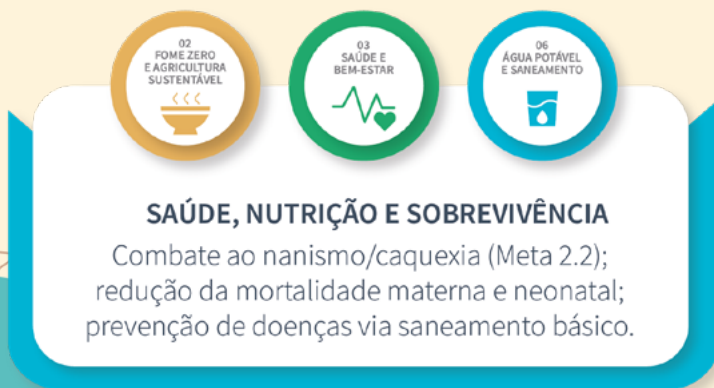 02
FOME ZERO
E AGRICULTURA
SUSTENTÁVEL
03
SAÚDE E
BEM-ESTAR
06
ÁGUA POTÁVEL
E SANEAMENTO
SAÚDE, NUTRIÇÃO E SOBREVIVÊNCIA
Combate ao nanismo/caquexia (Meta 2.2);
redução da mortalidade materna e neonatal;
prevenção de doenças via saneamento básico.